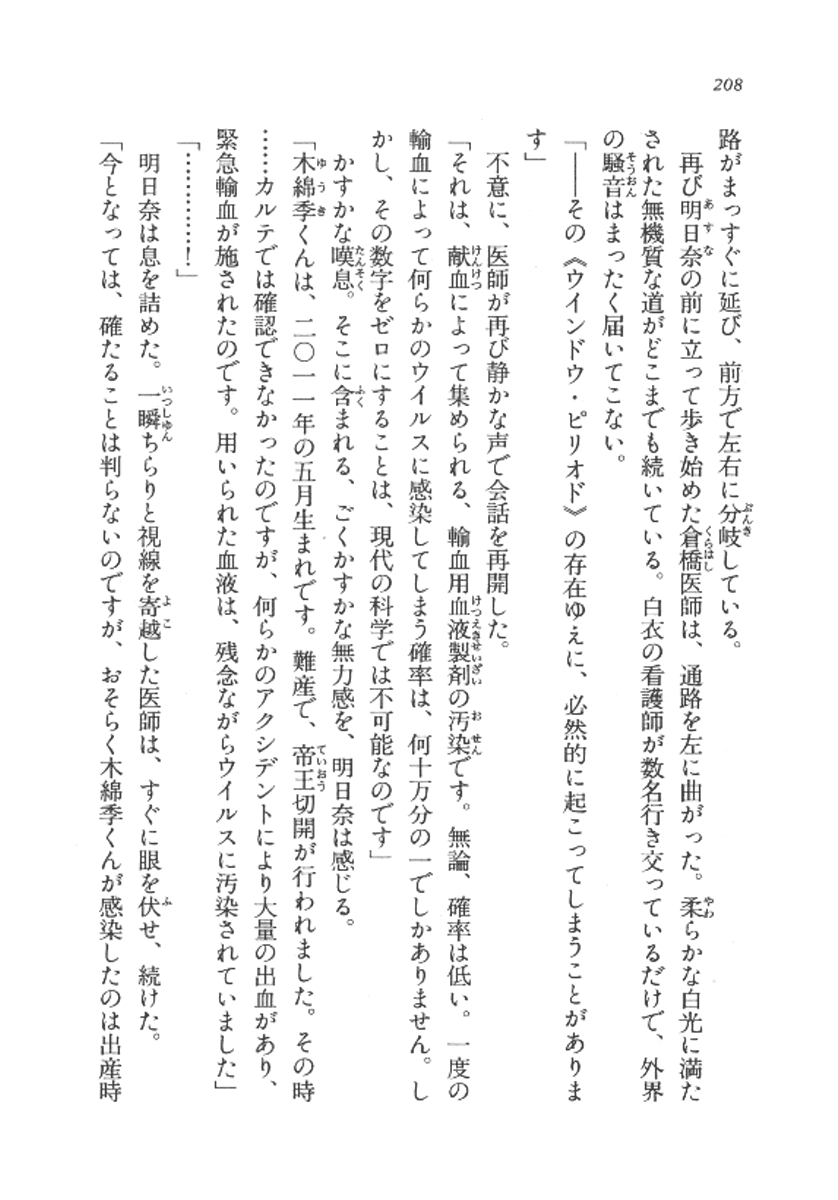 208
路がまっすぐに延び、前方で左右に分岐している。
　再び明日奈の前に立って歩き始めた倉橋医師は、通路を左に曲がった。柔らかな白光に満た
された無機質な道がどこまでも続いている。白衣の看護師が数名行き交っているだけで、外界
の騒音はまったく届いてこない。
「――その《ウインドウ・ピリオド》の存在ゆえに、必然的に起こってしまうことがありま
す」
　不意に、医師が再び静かな声で会話を再開した。
「それは、献血によって集められる、輸血用血液製剤の汚染です。無論、確率は低い。一度の
輸血によって何らかのウイルスに感染してしまう確率は、何十万分の一でしかありません。し
かし、その数字をゼロにすることは、現代の科学では不可能なのです」
　かすかな嘆息。そこに含まれる、ごくかすかな無力感を、明日奈は感じる。
「木綿季くんは、二〇一一年の五月生まれです。難産で、帝王切開が行われました。その時
……カルテでは確認できなかったのですが、何らかのアクシデントにより大量の出血があり、
緊急輸血が施されたのです。用いられた血液は、残念ながらウイルスに汚染されていました」
「…………！」
　明日奈は息を詰めた。一瞬ちらりと視線を寄越した医師は、すぐに眼を伏せ、続けた。
「今となっては、確たることは判らないのですが、おそらく木綿季くんが感染したのは出産時